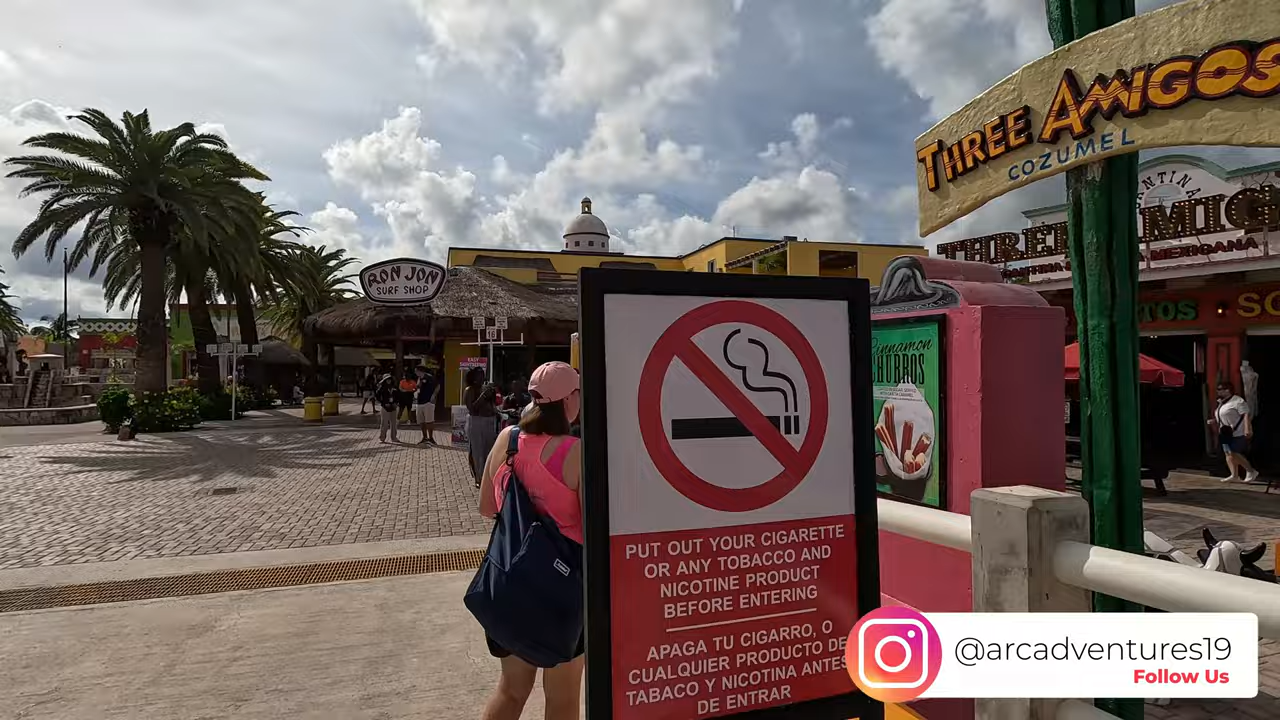 THREE AMIGOS
COZUMEL
CANTINA
THREE AMIG
CANTINA
A MEXICANA
RON JON
SURF SHOP
Cinnamon
CHURROS
PUT OUT YOUR CIGARETTE
OR ANY TOBACCO AND
NICOTINE PRODUCT
BEFORE ENTERING
APAGA TU CIGARRO, O
CUALQUIER PRODUCTO DE
TABACO Y NICOTINA ANTES
DE ENTRAR
@arcadventures19
Follow Us